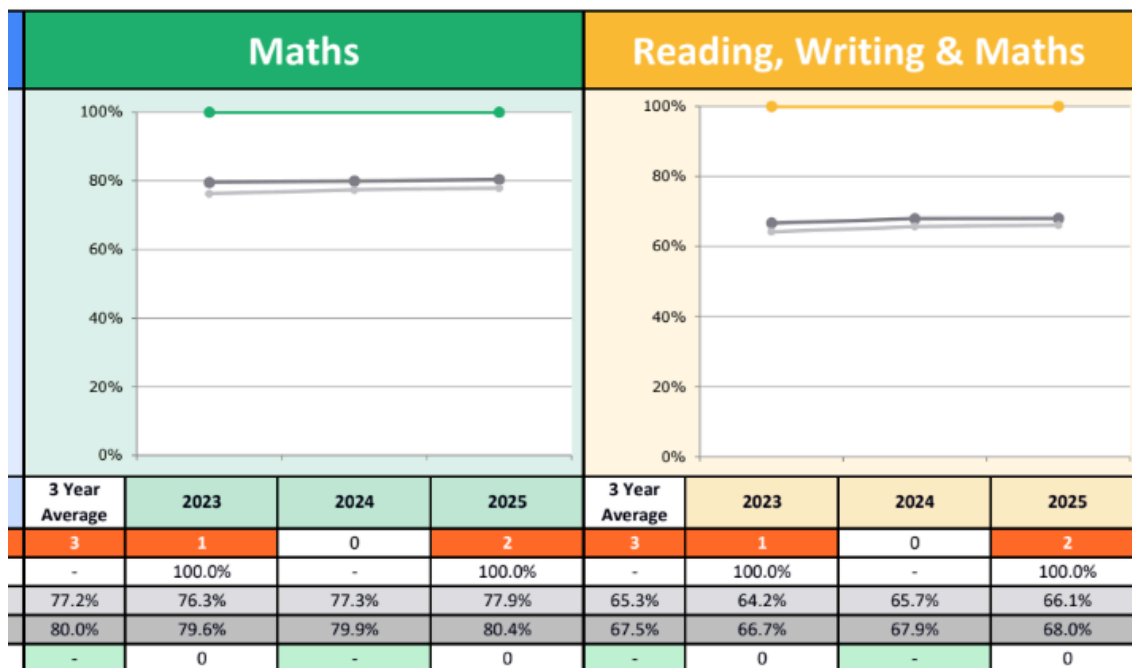 Maths Reading, Writing & Maths
100% 100%
80% 80%
60% 60%
40% 40%
20% 20%
0% 0%
3 Year Average 2023 2024 2025 3 Year Average 2023 2024 2025
3 1 0 2 3 1 0 2
- 100.0% - 100.0% - 100.0% - 100.0%
77.2% 76.3% 77.3% 77.9% 65.3% 64.2% 65.7% 66.1%
80.0% 79.6% 79.9% 80.4% 67.5% 66.7% 67.9% 68.0%
- 0 - 0 - 0 - 0